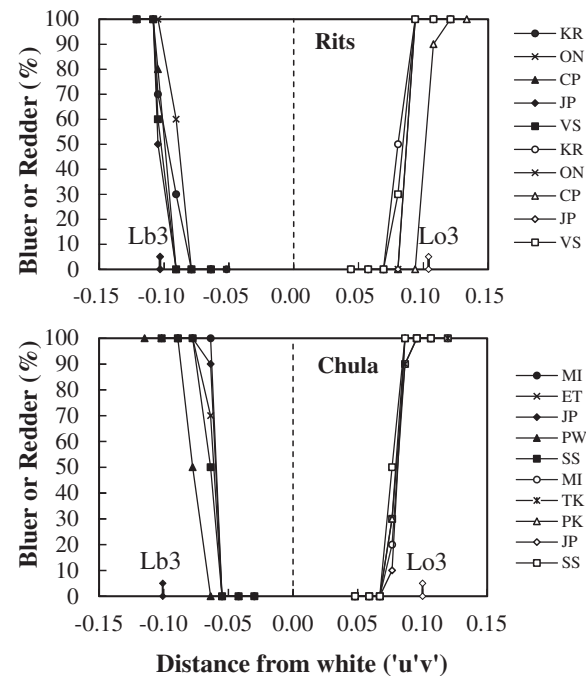 Bluer or Redder (%)
100
90
80
70
60
50
40
30
20
10
0
Rits
Lb3
Lo3
-0.15 -0.10 -0.05 0.00 0.05 0.10 0.15
KR
ON
CP
JP
VS
KR
ON
CP
JP
VS
Bluer or Redder (%)
100
90
80
70
60
50
40
30
20
10
0
Chula
Lb3
Lo3
-0.15 -0.10 -0.05 0.00 0.05 0.10 0.15
MI
ET
JP
PW
SS
MI
TK
PK
JP
SS
Distance from white ('u'v')